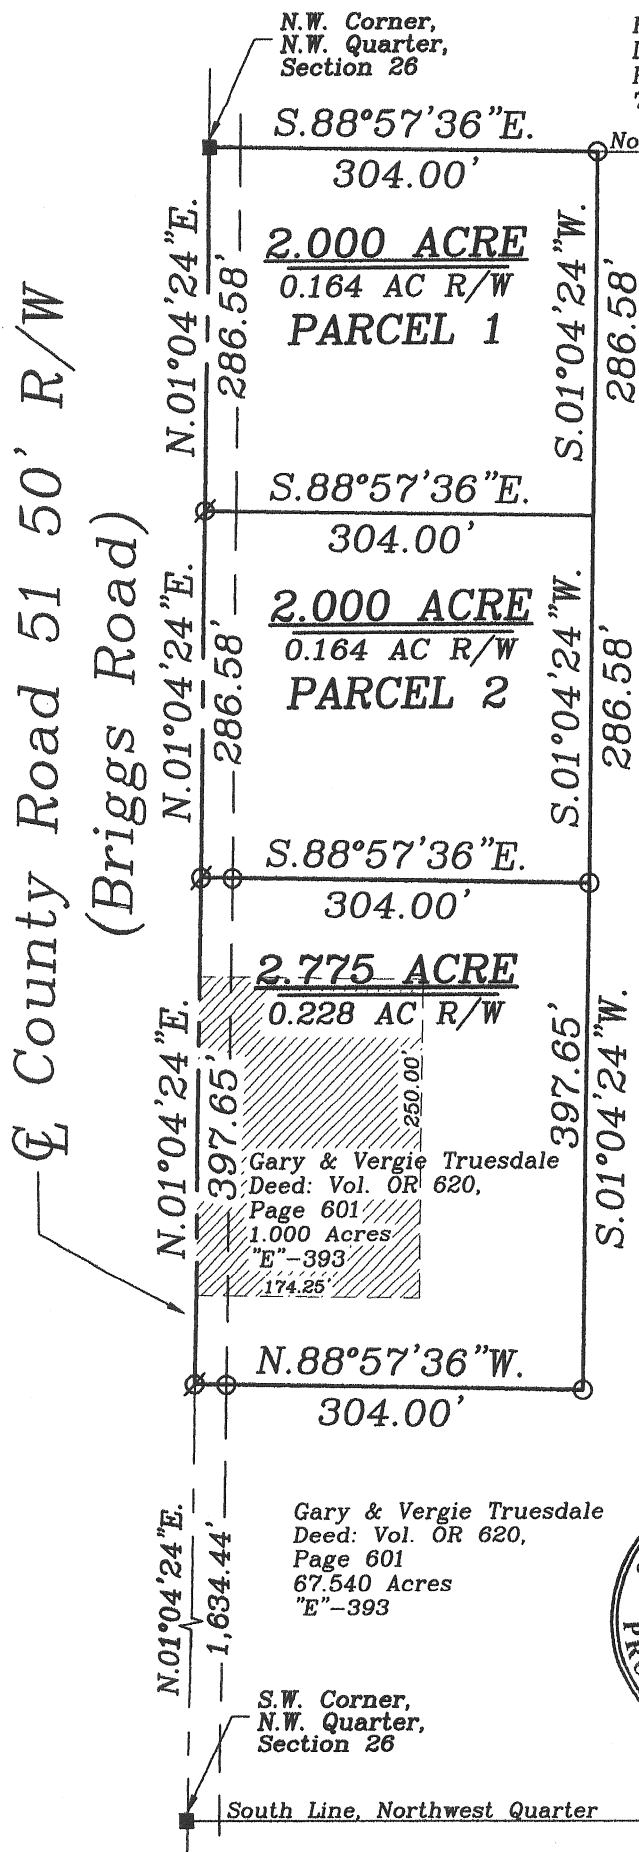 N.W. Corner,
N.W. Quarter,
Section 26
S.88°57'36"E.
304.00'
No
N.01°04'24"E.
286.58'
2.000 ACRE
0.164 AC R/W
PARCEL 1
S.01°04'24"W.
286.58'
S.88°57'36"E.
304.00'
N.01°04'24"E.
286.58'
2.000 ACRE
0.164 AC R/W
PARCEL 2
S.01°04'24"W.
286.58'
℄ County Road 51 50' R/W
(Briggs Road)
S.88°57'36"E.
304.00'
2.775 ACRE
0.228 AC R/W
N.01°04'24"E.
397.65'
250.00'
397.65'
S.01°04'24"W.
Gary & Vergie Truesdale
Deed: Vol. OR 620,
Page 601
1.000 Acres
"E"-393
174.25'
N.88°57'36"W.
304.00'
N.01°04'24"E.
1,634.44'
Gary & Vergie Truesdale
Deed: Vol. OR 620,
Page 601
67.540 Acres
"E"-393
PRO
S.W. Corner,
N.W. Quarter,
Section 26
South Line, Northwest Quarter